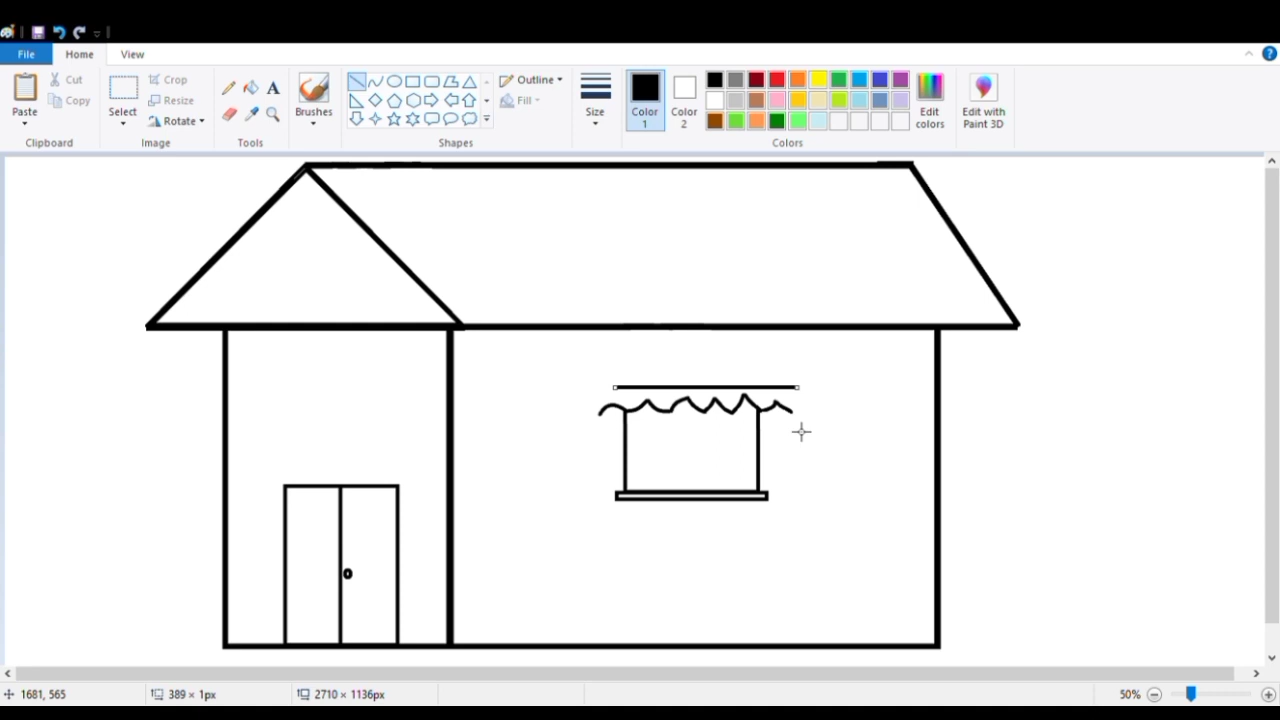 File Home View
Cut
Copy
Paste
Clipboard
Crop
Resize
Rotate
Select
Image
A
Tools
Brushes
Shapes
Outline
Fill
Size
Color 1
Color 2
Edit colors
Edit with Paint 3D
Colors
1681, 565 389 × 1px 2710 × 1136px 50%